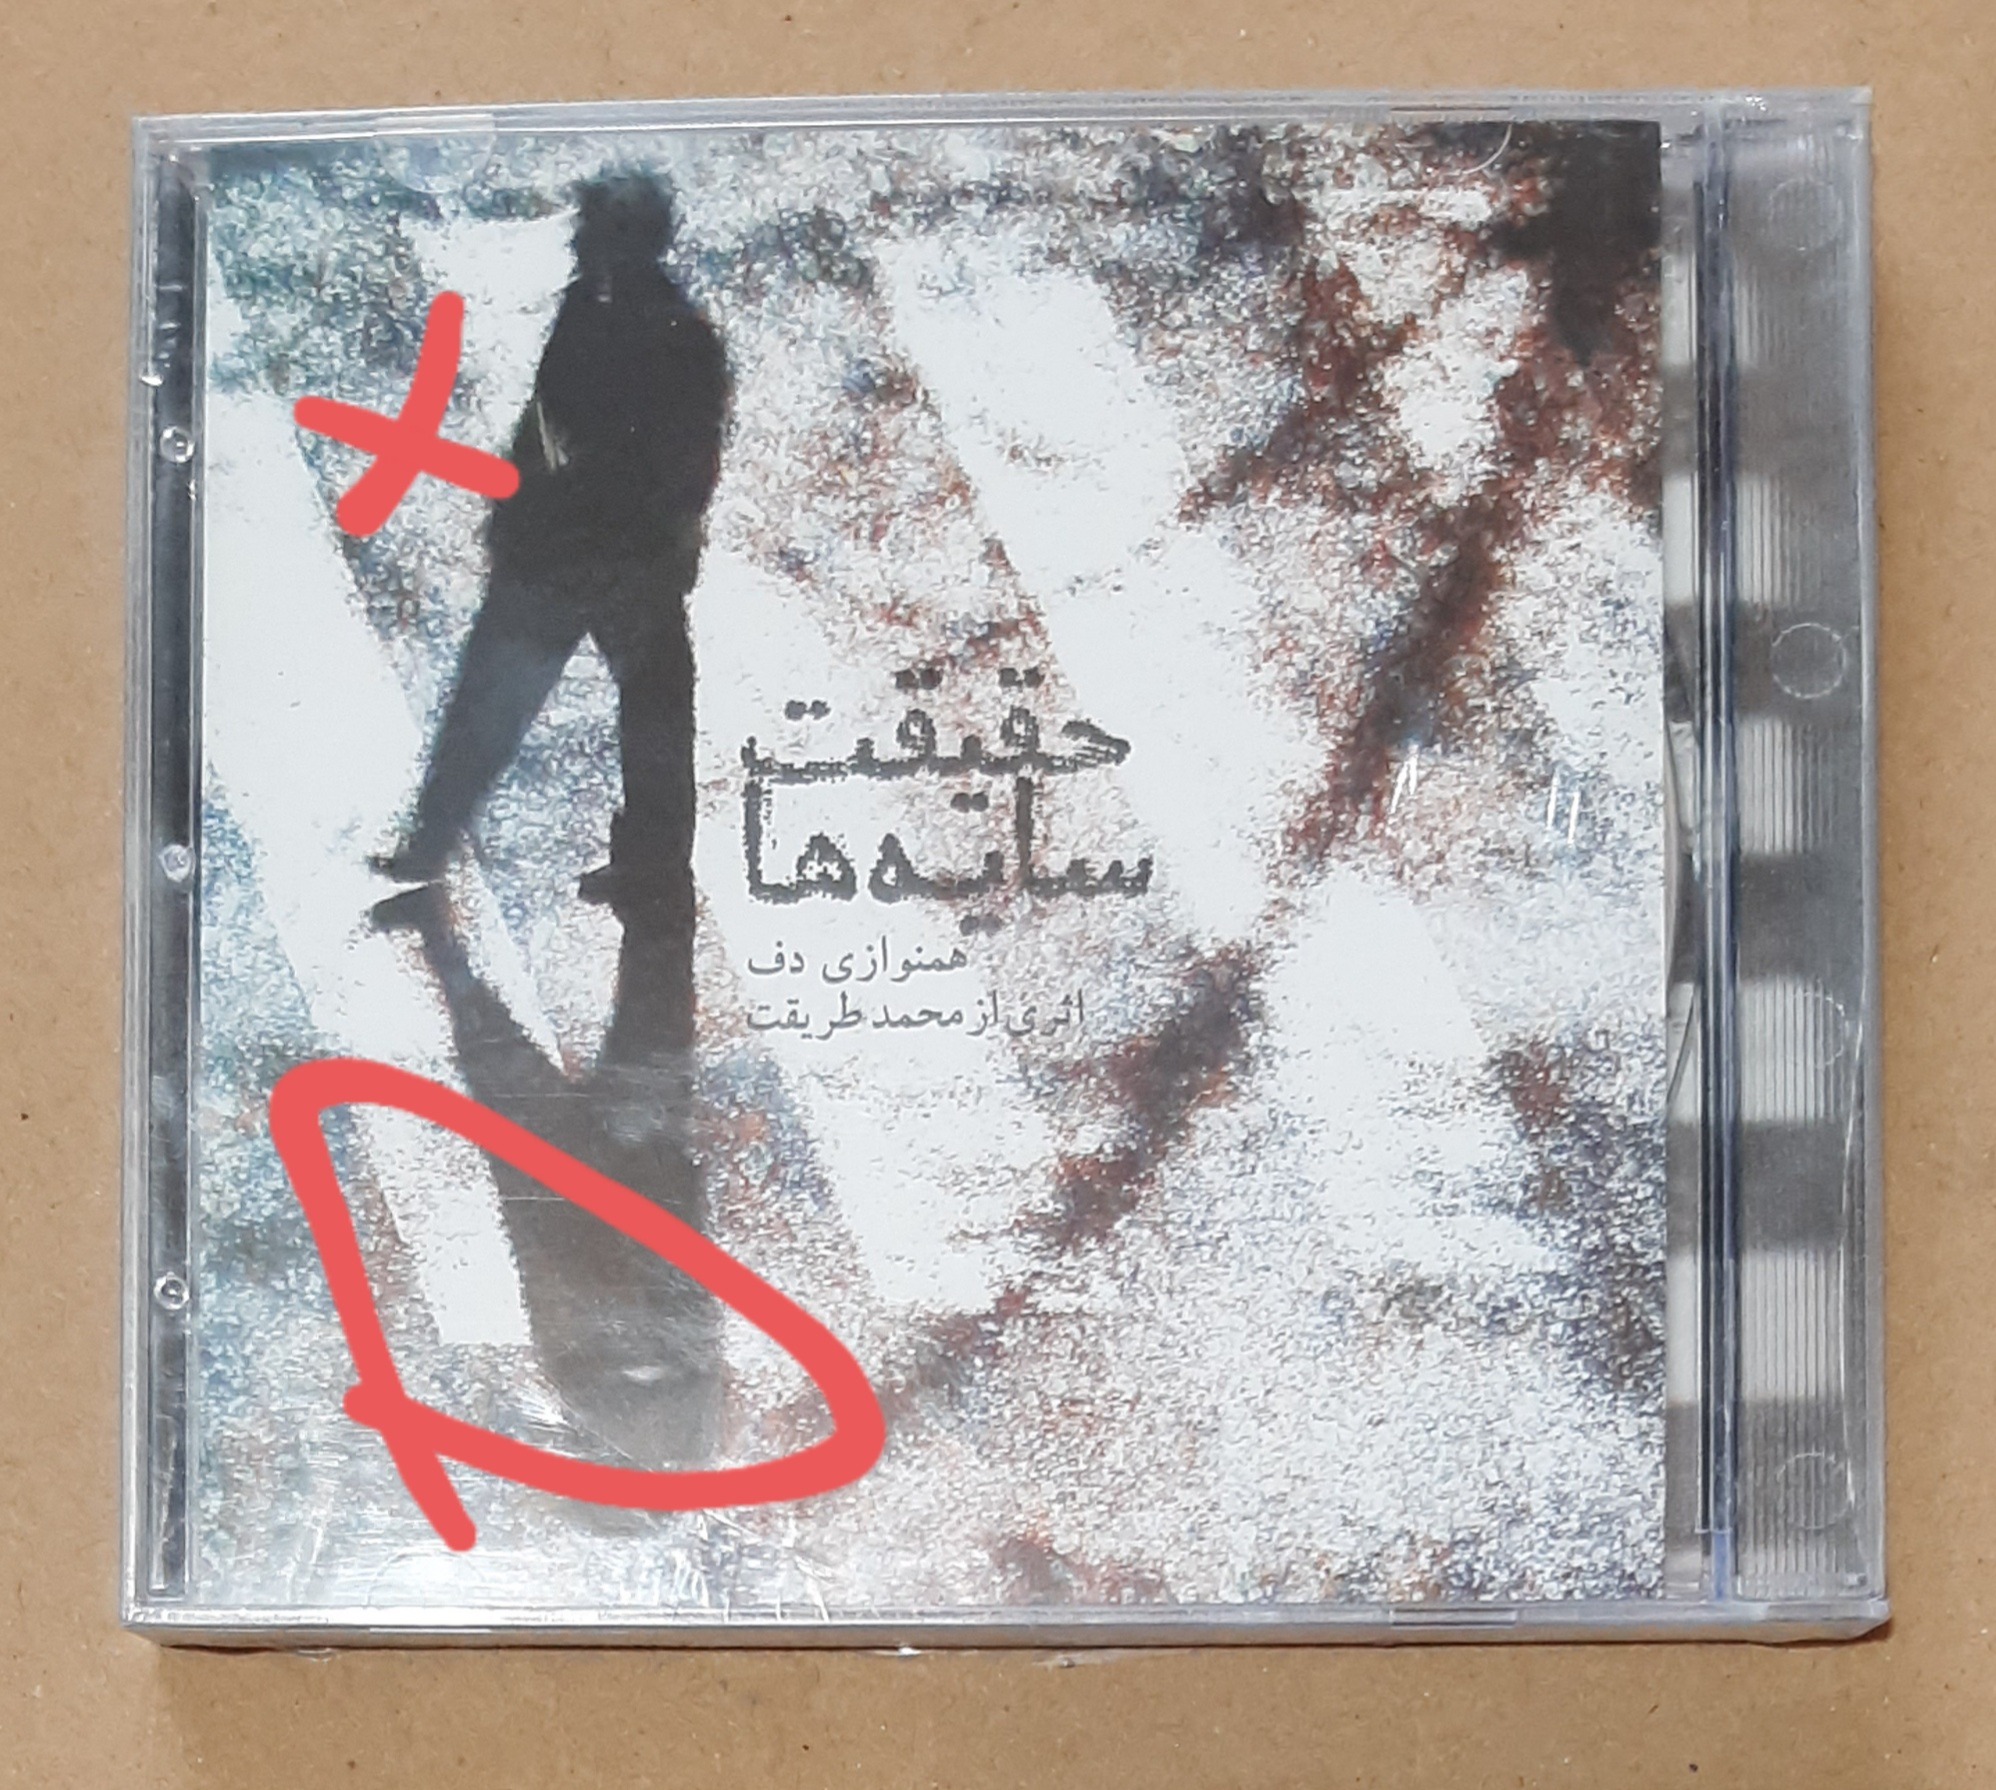 حقیقت
سایه‌ها
همنوازی دف
اثری از محمد طریقت